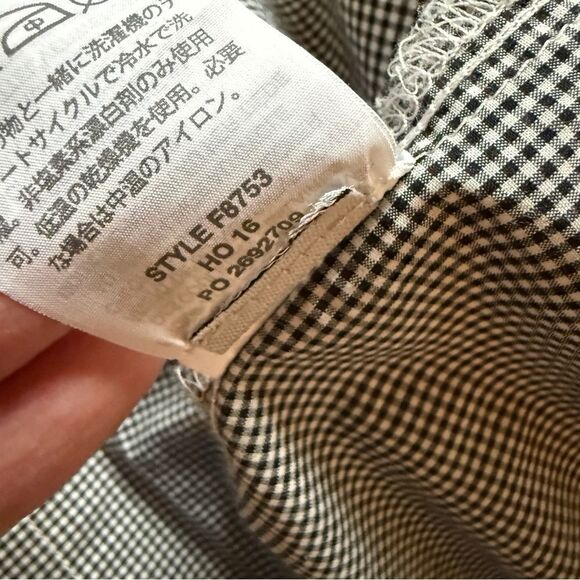 中
物と一緒に洗濯機のデ
ートサイクルで冷水で洗
濯。非塩素系漂白剤のみ使用
可。低温の乾燥機を使用。必要
な場合は中温のアイロン。
STYLE F8753
HO 16
PO 2692709